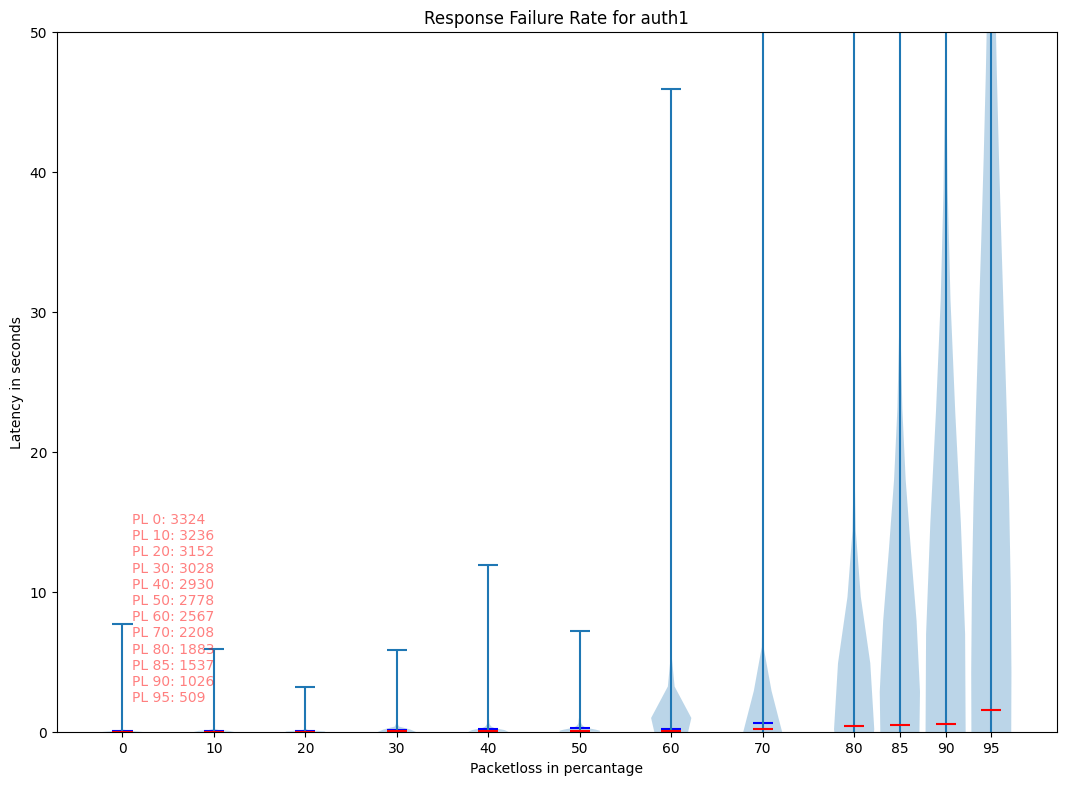 Response Failure Rate for auth1
Latency in seconds
50
40
30
20
10
0
PL 0: 3324
PL 10: 3236
PL 20: 3152
PL 30: 3028
PL 40: 2930
PL 50: 2778
PL 60: 2567
PL 70: 2208
PL 80: 1883
PL 85: 1537
PL 90: 1026
PL 95: 509
0 10 20 30 40 50 60 70 80 85 90 95
Packetloss in percantage